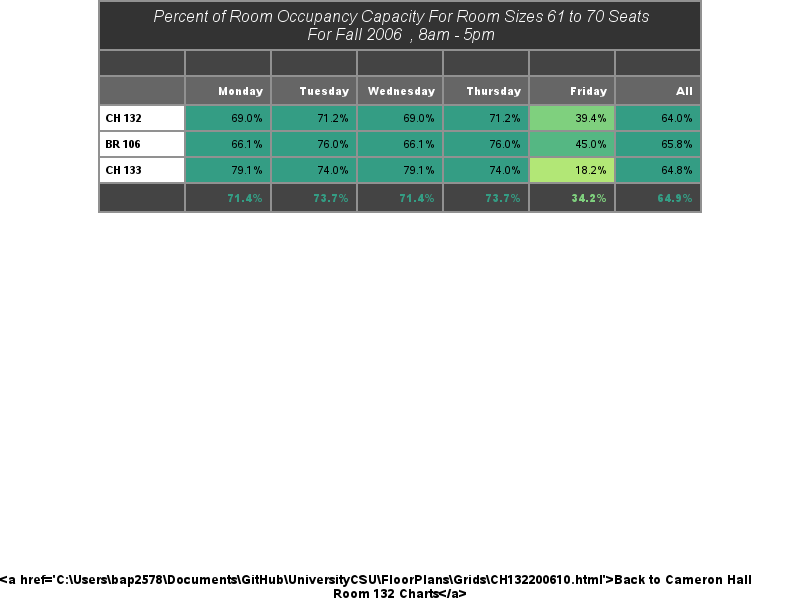 Percent of Room Occupancy Capacity For Room Sizes 61 to 70 Seats
For Fall 2006 , 8am - 5pm
Monday Tuesday Wednesday Thursday Friday All
CH 132 69.0% 71.2% 69.0% 71.2% 39.4% 64.0%
BR 106 66.1% 76.0% 66.1% 76.0% 45.0% 65.8%
CH 133 79.1% 74.0% 79.1% 74.0% 18.2% 64.8%
71.4% 73.7% 71.4% 73.7% 34.2% 64.9%
<a href='C:\Users\bap2578\Documents\GitHub\UniversityCSU\FloorPlans\Grids\CH132200610.html'>Back to Cameron Hall
Room 132 Charts</a>